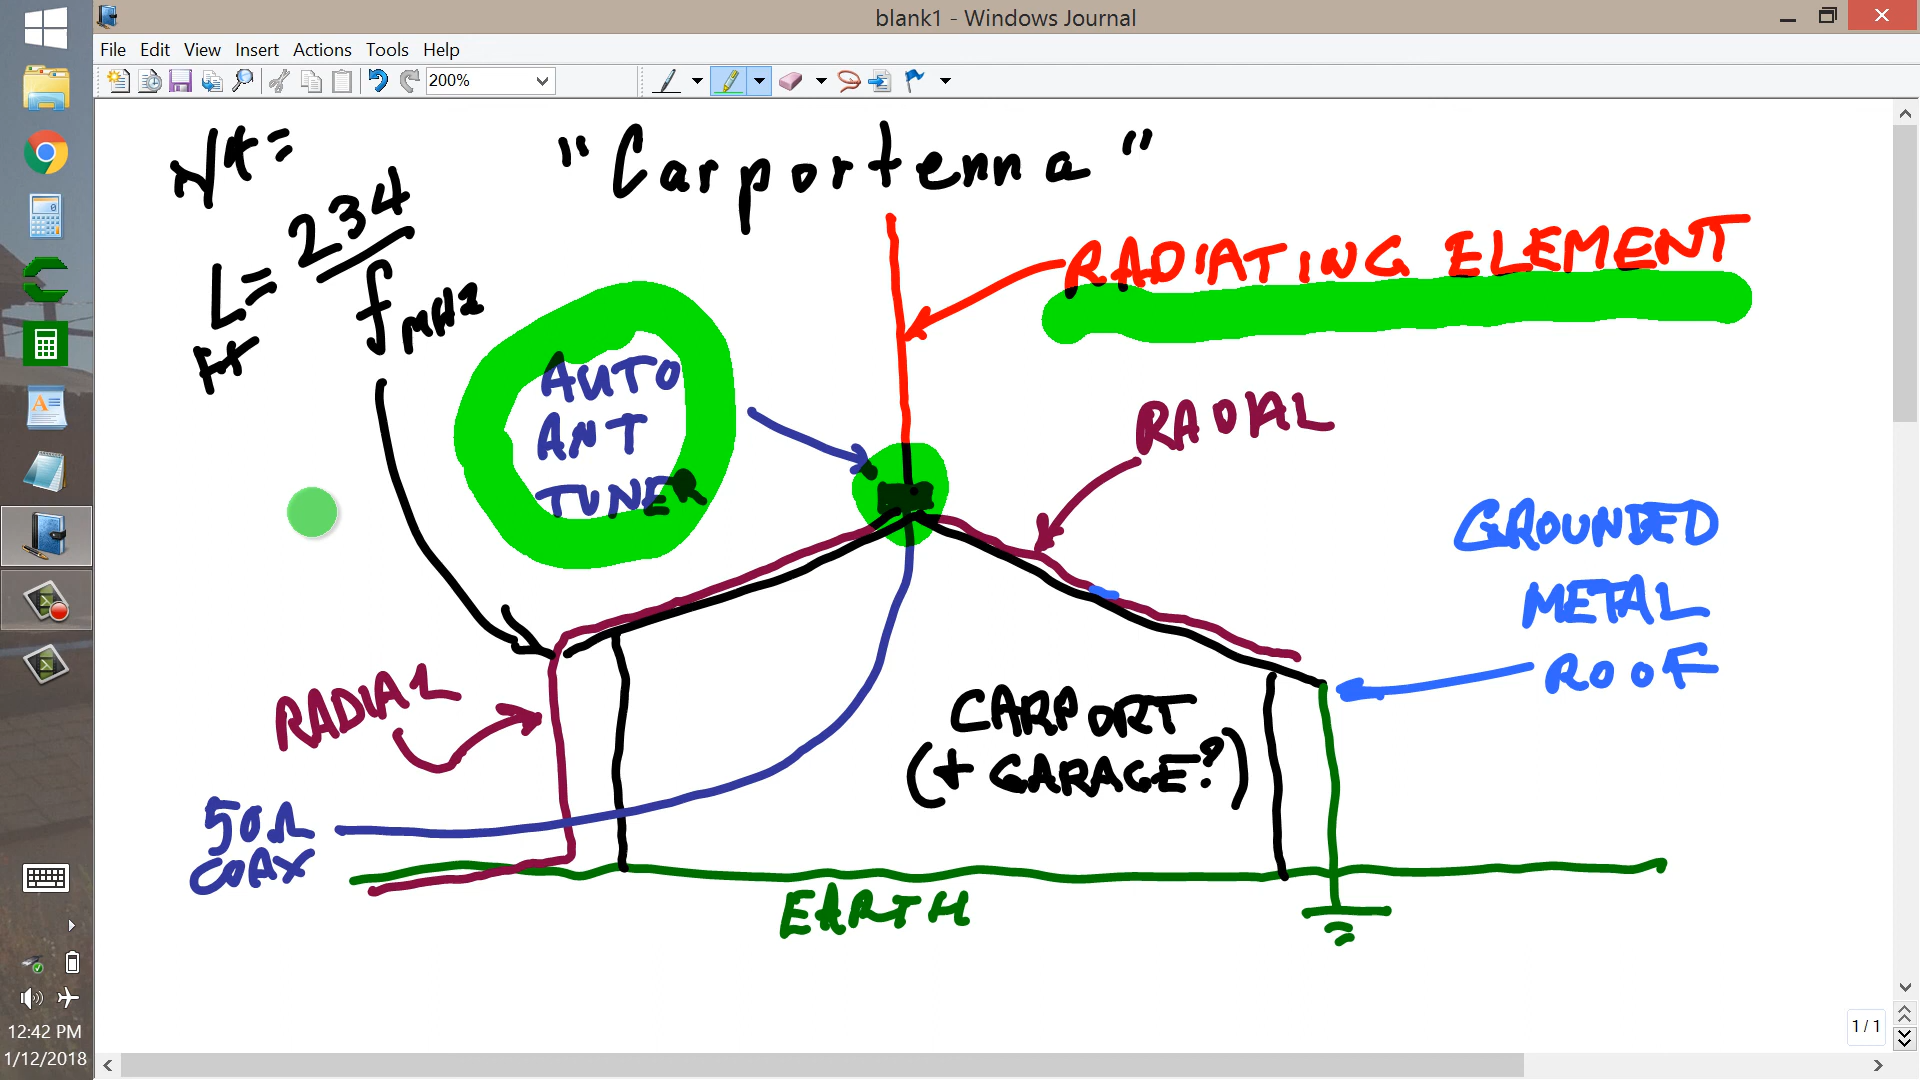 blank1 - Windows Journal
File Edit View Insert Actions Tools Help
200%
"Carportenna"
L = 234
ft fMHz
RADIATING ELEMENT
AUTO
ANT
TUNER
RADIAL
GROUNDED
METAL
ROOF
RADIAL
CARPORT
(+ GARAGE?)
50Ω
COAX
EARTH
12:42 PM
1/12/2018
1 / 1